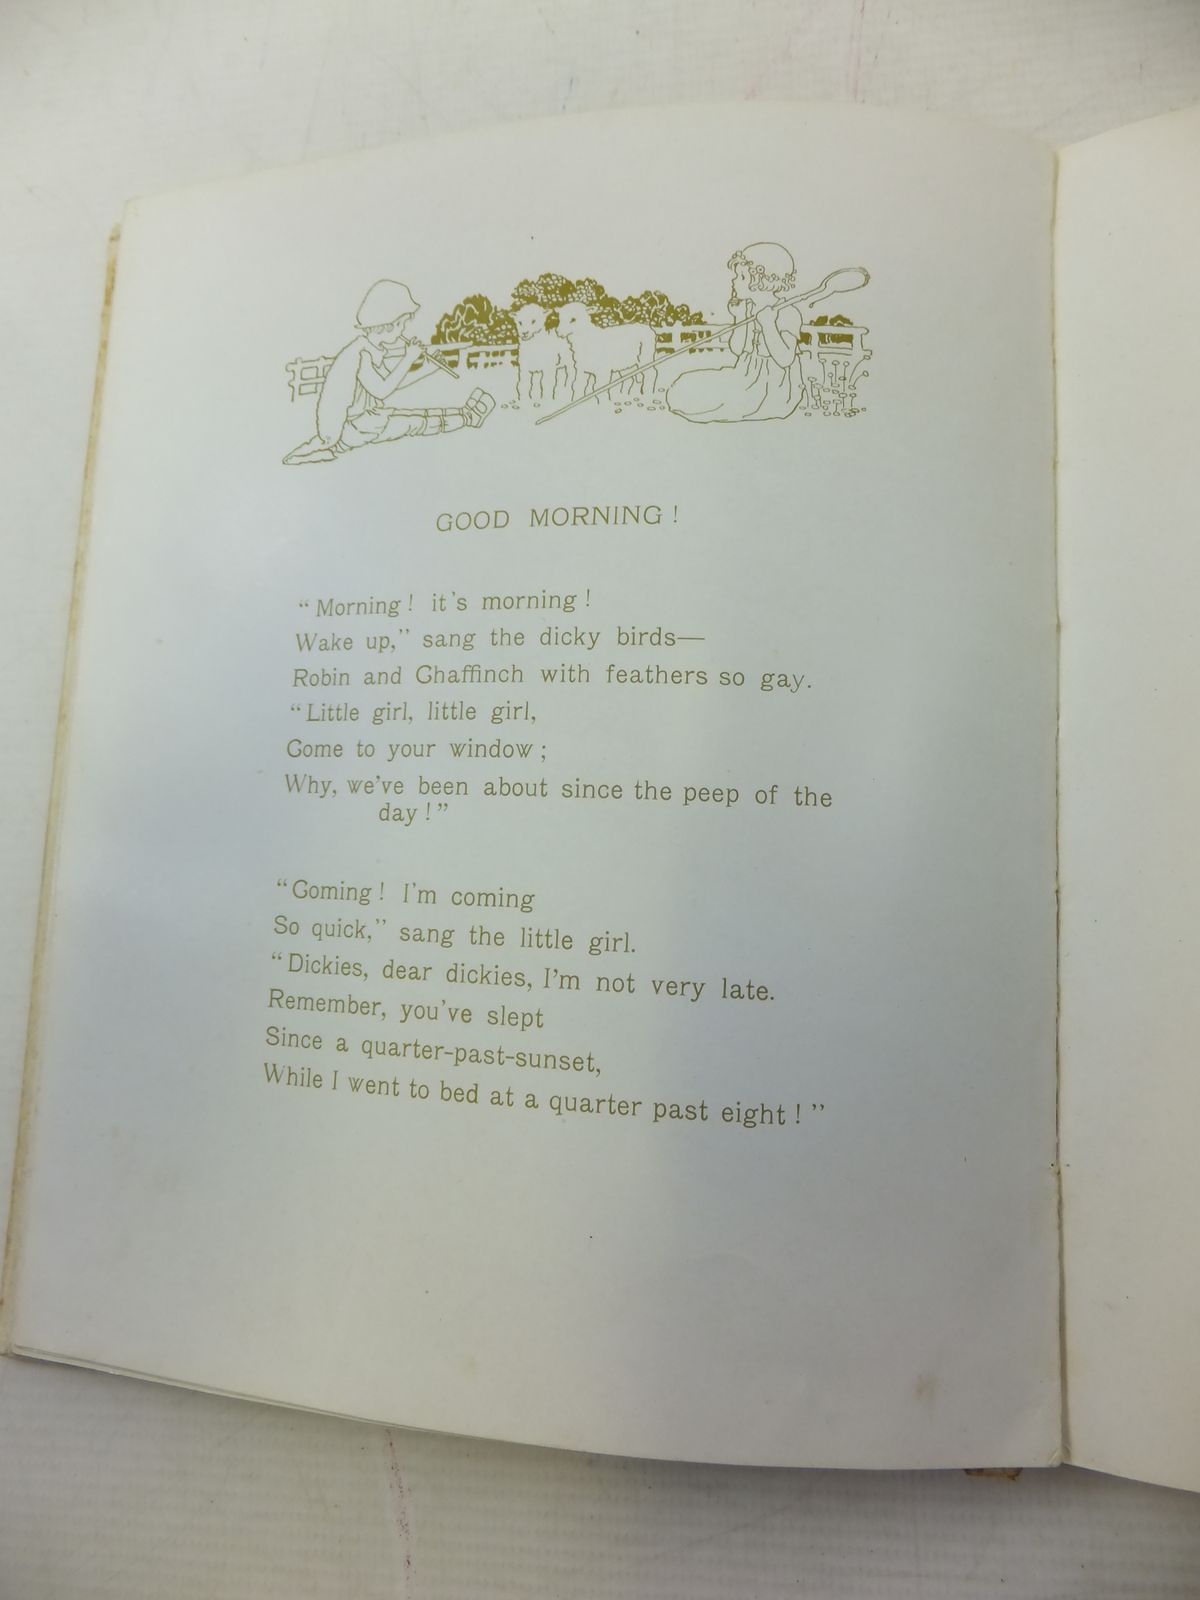 GOOD MORNING!
"Morning! it's morning!
Wake up," sang the dicky birds—
Robin and Chaffinch with feathers so gay.
"Little girl, little girl,
Come to your window;
Why, we've been about since the peep of the
day!"
"Coming! I'm coming
So quick," sang the little girl.
"Dickies, dear dickies, I'm not very late.
Remember, you've slept
Since a quarter-past-sunset,
While I went to bed at a quarter past eight!"